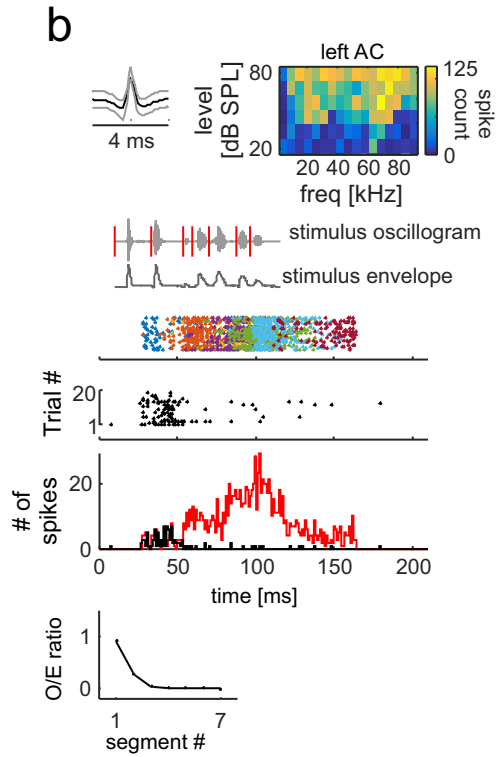 b
4 ms
left AC
level
[dB SPL]
80
20
20 40 60 80
freq [kHz]
125
0
spike
count
stimulus oscillogram
stimulus envelope
Trial #
20
1
# of
spikes
20
0
0 50 100 150 200
time [ms]
O/E ratio
1
0
1 7
segment #